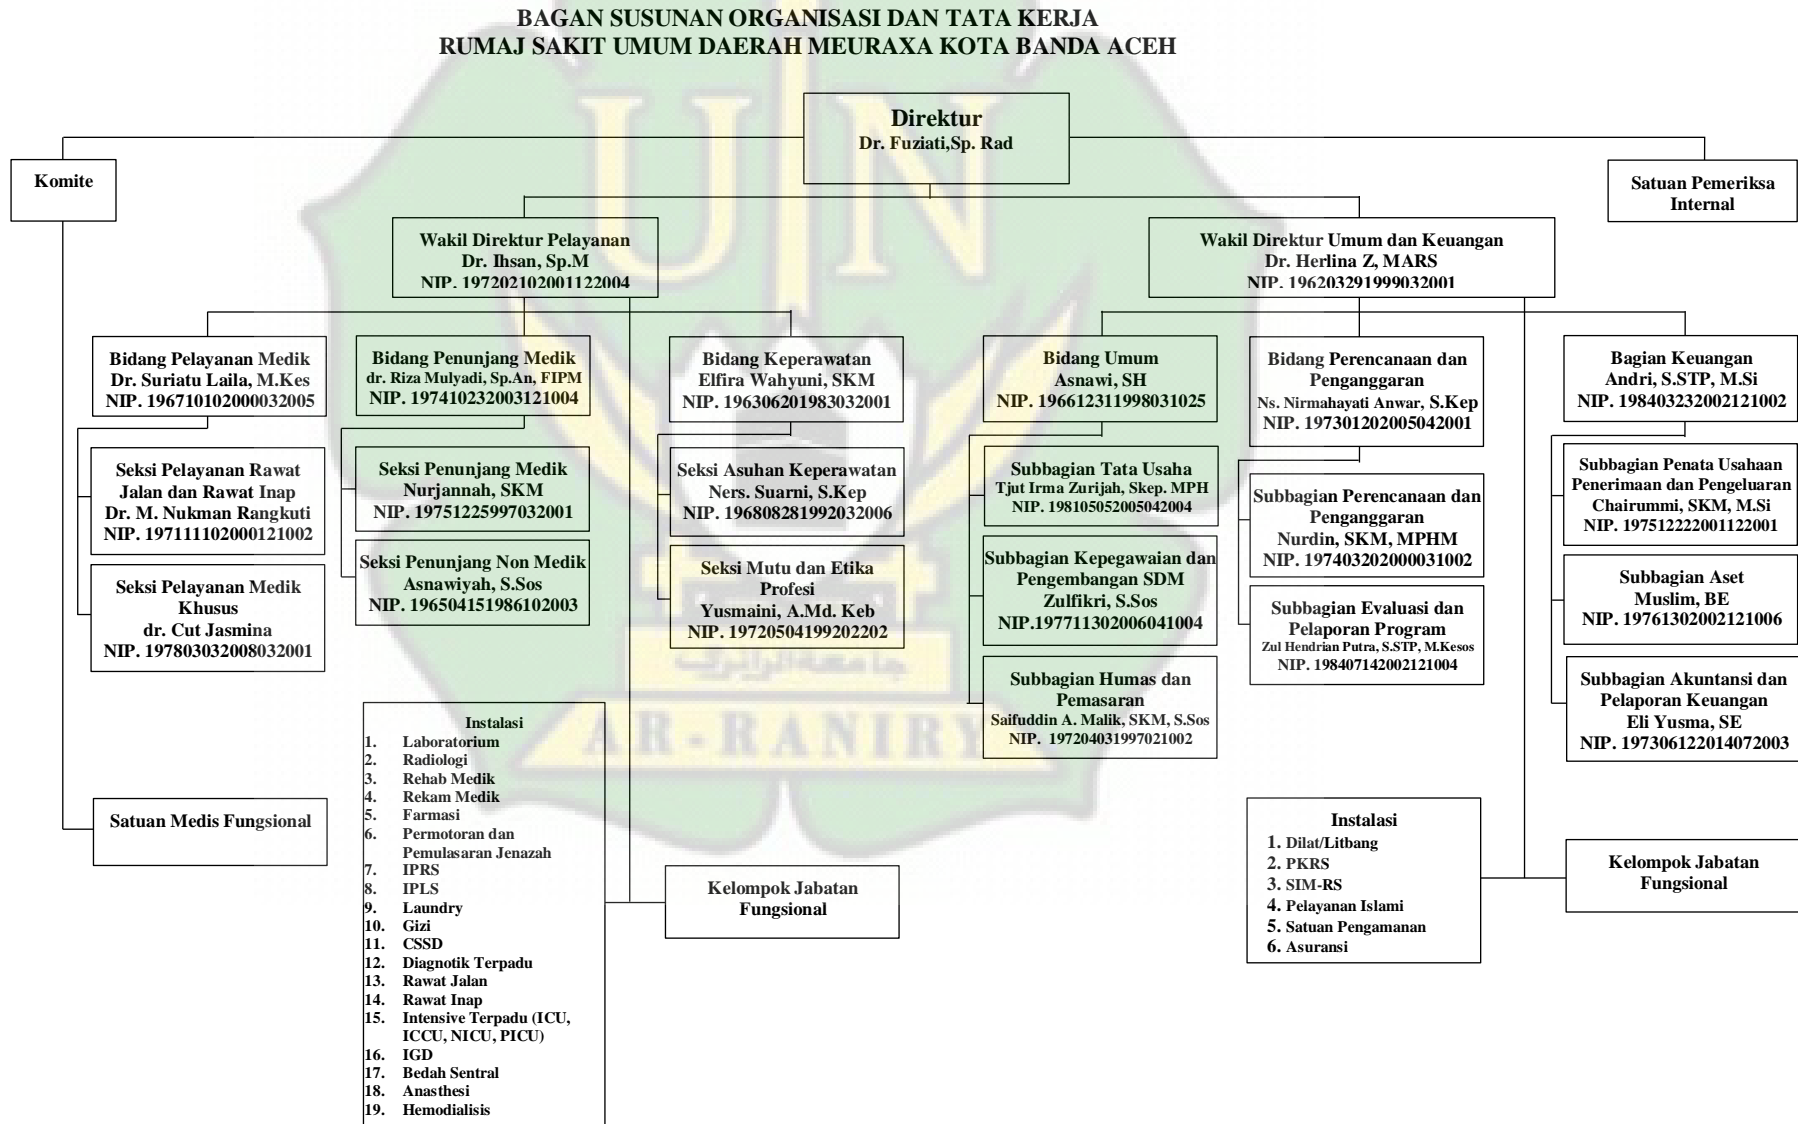 BAGAN SUSUNAN ORGANISASI DAN TATA KERJA
RUMAJ SAKIT UMUM DAERAH MEURAXA KOTA BANDA ACEH
Direktur
Dr. Fuziati,Sp. Rad
Komite
Satuan Pemeriksa
Internal
Wakil Direktur Pelayanan
Dr. Ihsan, Sp.M
NIP. 197202102001122004
Wakil Direktur Umum dan Keuangan
Dr. Herlina Z, MARS
NIP. 196203291999032001
Bidang Pelayanan Medik
Dr. Suriatu Laila, M.Kes
NIP. 196710102000032005
Bidang Penunjang Medik
dr. Riza Mulyadi, Sp.An, FIPM
NIP. 197410232003121004
Bidang Keperawatan
Elfira Wahyuni, SKM
NIP. 196306201983032001
Bidang Umum
Asnawi, SH
NIP. 196612311998031025
Bidang Perencanaan dan
Penganggaran
Ns. Nirmahayati Anwar, S.Kep
NIP. 197301202005042001
Bagian Keuangan
Andri, S.STP, M.Si
NIP. 198403232002121002
Seksi Pelayanan Rawat
Jalan dan Rawat Inap
Dr. M. Nukman Rangkuti
NIP. 197111102000121002
Seksi Pelayanan Medik
Khusus
dr. Cut Jasmina
NIP. 197803032008032001
Seksi Penunjang Medik
Nurjannah, SKM
NIP. 19751225997032001
Seksi Penunjang Non Medik
Asnawiyah, S.Sos
NIP. 196504151986102003
Seksi Asuhan Keperawatan
Ners. Suarni, S.Kep
NIP. 196808281992032006
Seksi Mutu dan Etika
Profesi
Yusmaini, A.Md. Keb
NIP. 19720504199202202
Subbagian Tata Usaha
Tjut Irma Zurijah, Skep. MPH
NIP. 198105052005042004
Subbagian Kepegawaian dan
Pengembangan SDM
Zulfikri, S.Sos
NIP.197711302006041004
Subbagian Humas dan
Pemasaran
Saifuddin A. Malik, SKM, S.Sos
NIP. 197204031997021002
Subbagian Perencanaan dan
Penganggaran
Nurdin, SKM, MPHM
NIP. 197403202000031002
Subbagian Evaluasi dan
Pelaporan Program
Zul Hendrian Putra, S.STP, M.Kesos
NIP. 198407142002121004
Subbagian Penata Usahaan
Penerimaan dan Pengeluaran
Chairummi, SKM, M.Si
NIP. 197512222001122001
Subbagian Aset
Muslim, BE
NIP. 19761302002121006
Subbagian Akuntansi dan
Pelaporan Keuangan
Eli Yusma, SE
NIP. 197306122014072003
Satuan Medis Fungsional
Instalasi
1. Laboratorium
2. Radiologi
3. Rehab Medik
4. Rekam Medik
5. Farmasi
6. Permotoran dan
Pemulasaran Jenazah
7. IPRS
8. IPLS
9. Laundry
10. Gizi
11. CSSD
12. Diagnotik Terpadu
13. Rawat Jalan
14. Rawat Inap
15. Intensive Terpadu (ICU,
ICCU, NICU, PICU)
16. IGD
17. Bedah Sentral
18. Anasthesi
19. Hemodialisis
Kelompok Jabatan
Fungsional
Instalasi
1. Dilat/Litbang
2. PKRS
3. SIM-RS
4. Pelayanan Islami
5. Satuan Pengamanan
6. Asuransi
Kelompok Jabatan
Fungsional
UIN
جامعة الرانري
AR-RANIRY